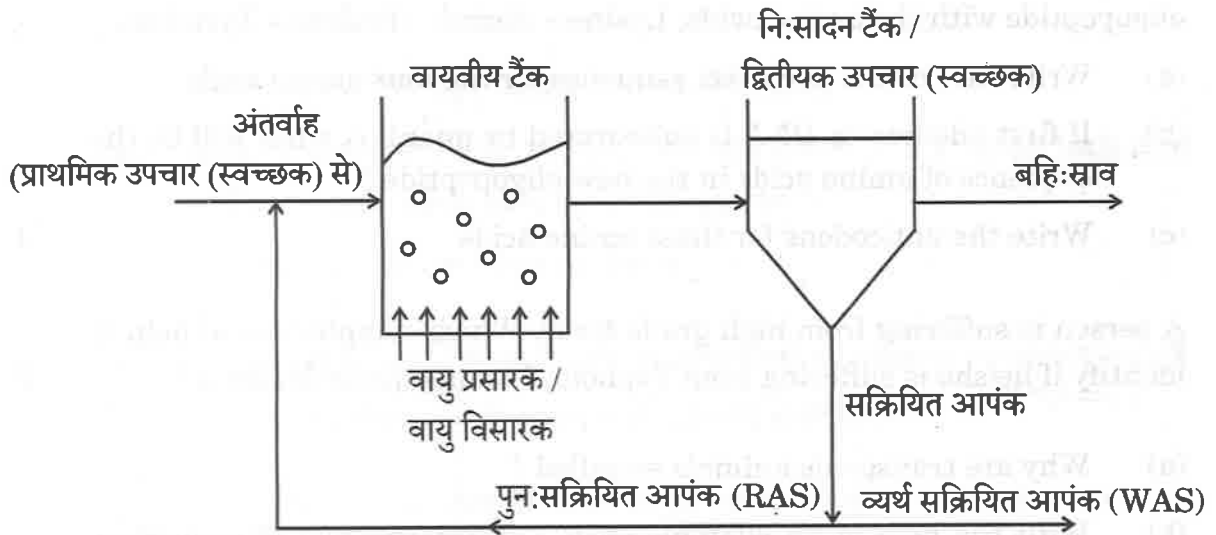 नि:सादन टैंक /
द्वितीयक उपचार (स्वच्छक)
वायवीय टैंक
अंतर्वाह
(प्राथमिक उपचार (स्वच्छक) से)
बहि:स्राव
वायु प्रसारक /
वायु विसारक
सक्रियित आपंक
पुन:सक्रियित आपंक (RAS)
व्यर्थ सक्रियित आपंक (WAS)